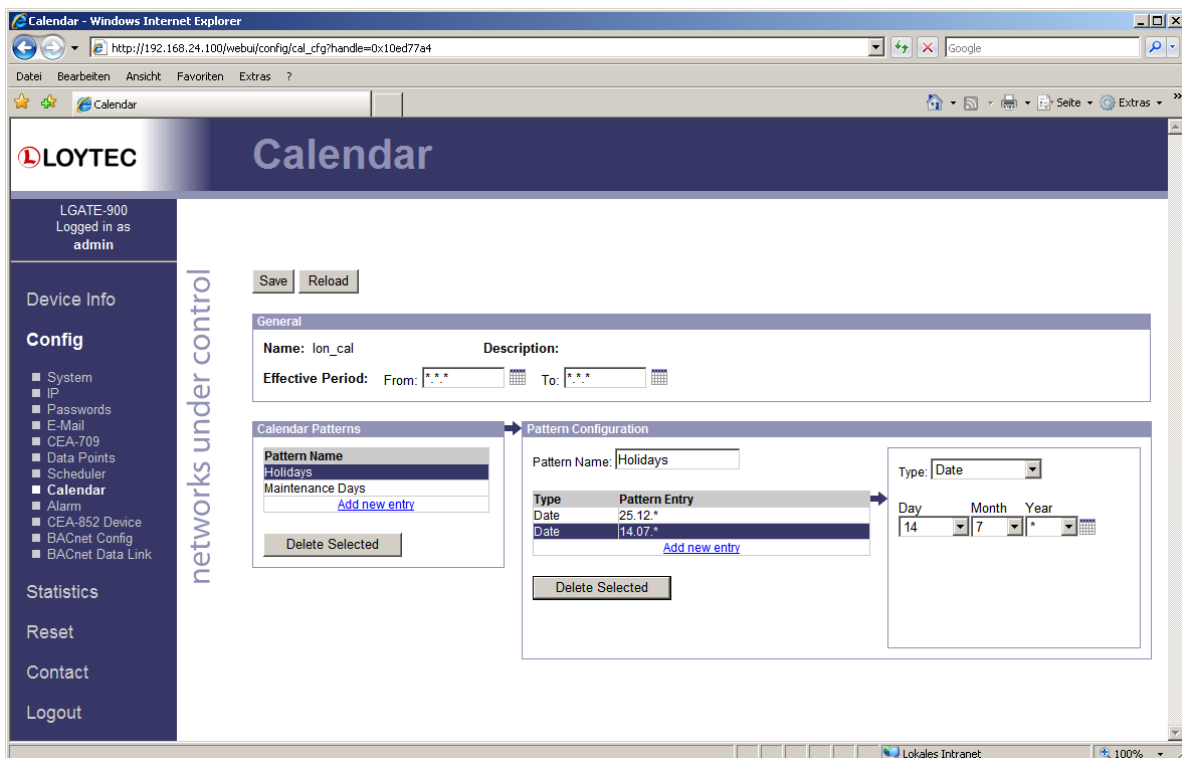 Calendar - Windows Internet Explorer
http://192.168.24.100/webui/config/cal_cfg?handle=0x10ed77a4
Google
Datei Bearbeiten Ansicht Favoriten Extras ?
Calendar
Seite
Extras
LOYTEC
Calendar
LGATE-900
Logged in as
admin
Device Info
Config
System
IP
Passwords
E-Mail
CEA-709
Data Points
Scheduler
Calendar
Alarm
CEA-852 Device
BACnet Config
BACnet Data Link
Statistics
Reset
Contact
Logout
networks under control
Save Reload
General
Name: lon_cal Description:
Effective Period: From: *.*.* To: *.*.*
Calendar Patterns
Pattern Name
Holidays
Maintenance Days
Add new entry
Delete Selected
Pattern Configuration
Pattern Name: Holidays
Type Pattern Entry
Date 25.12.*
Date 14.07.*
Add new entry
Delete Selected
Type: Date
Day Month Year
14 7 *
Lokales Intranet
100%